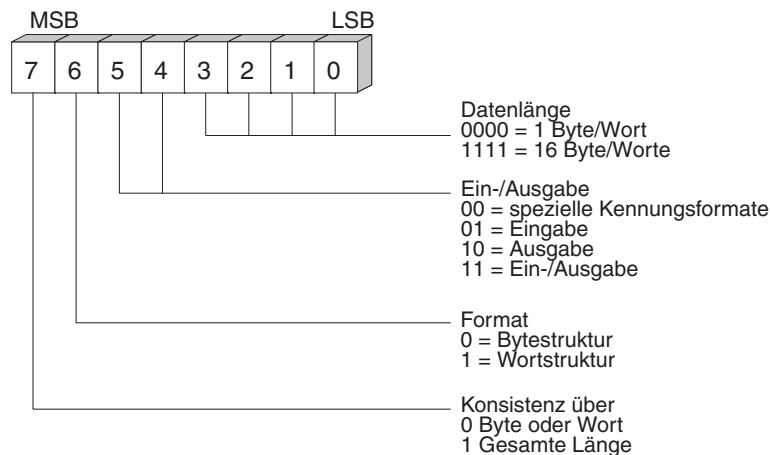 MSB LSB
7 6 5 4 3 2 1 0
Datenlänge
0000 = 1 Byte/Wort
1111 = 16 Byte/Worte
Ein-/Ausgabe
00 = spezielle Kennungsformate
01 = Eingabe
10 = Ausgabe
11 = Ein-/Ausgabe
Format
0 = Bytestruktur
1 = Wortstruktur
Konsistenz über
0 Byte oder Wort
1 Gesamte Länge